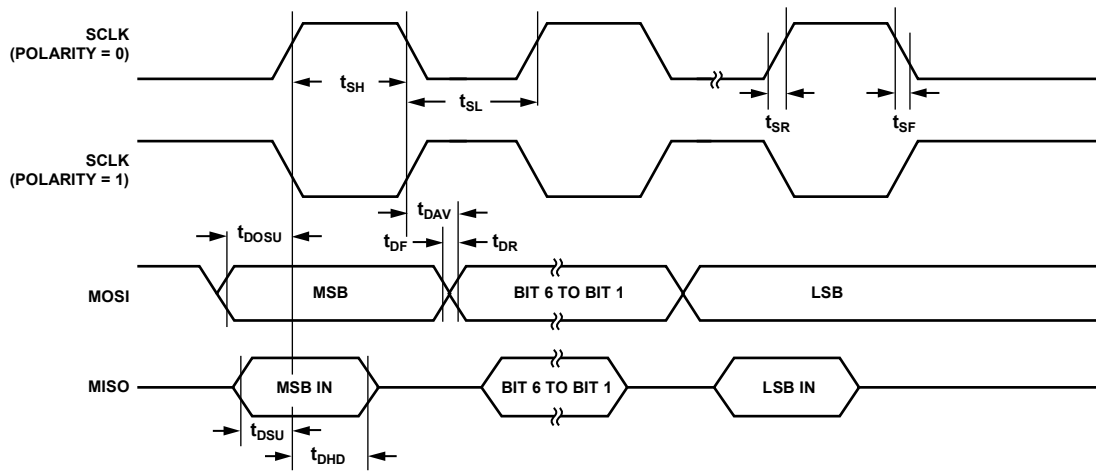 SCLK
(POLARITY = 0)
tSH
tSL
tSR
tSF
SCLK
(POLARITY = 1)
tDAV
tDOSU
tDF
tDR
MOSI
MSB
BIT 6 TO BIT 1
LSB
MISO
MSB IN
BIT 6 TO BIT 1
LSB IN
tDSU
tDHD